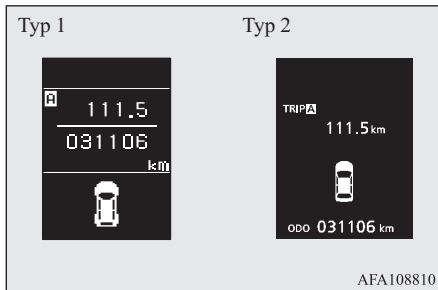 Typ 1
Typ 2
A 111.5
031106
km
TRIP A
111.5 km
ODO 031106 km
AFA108810